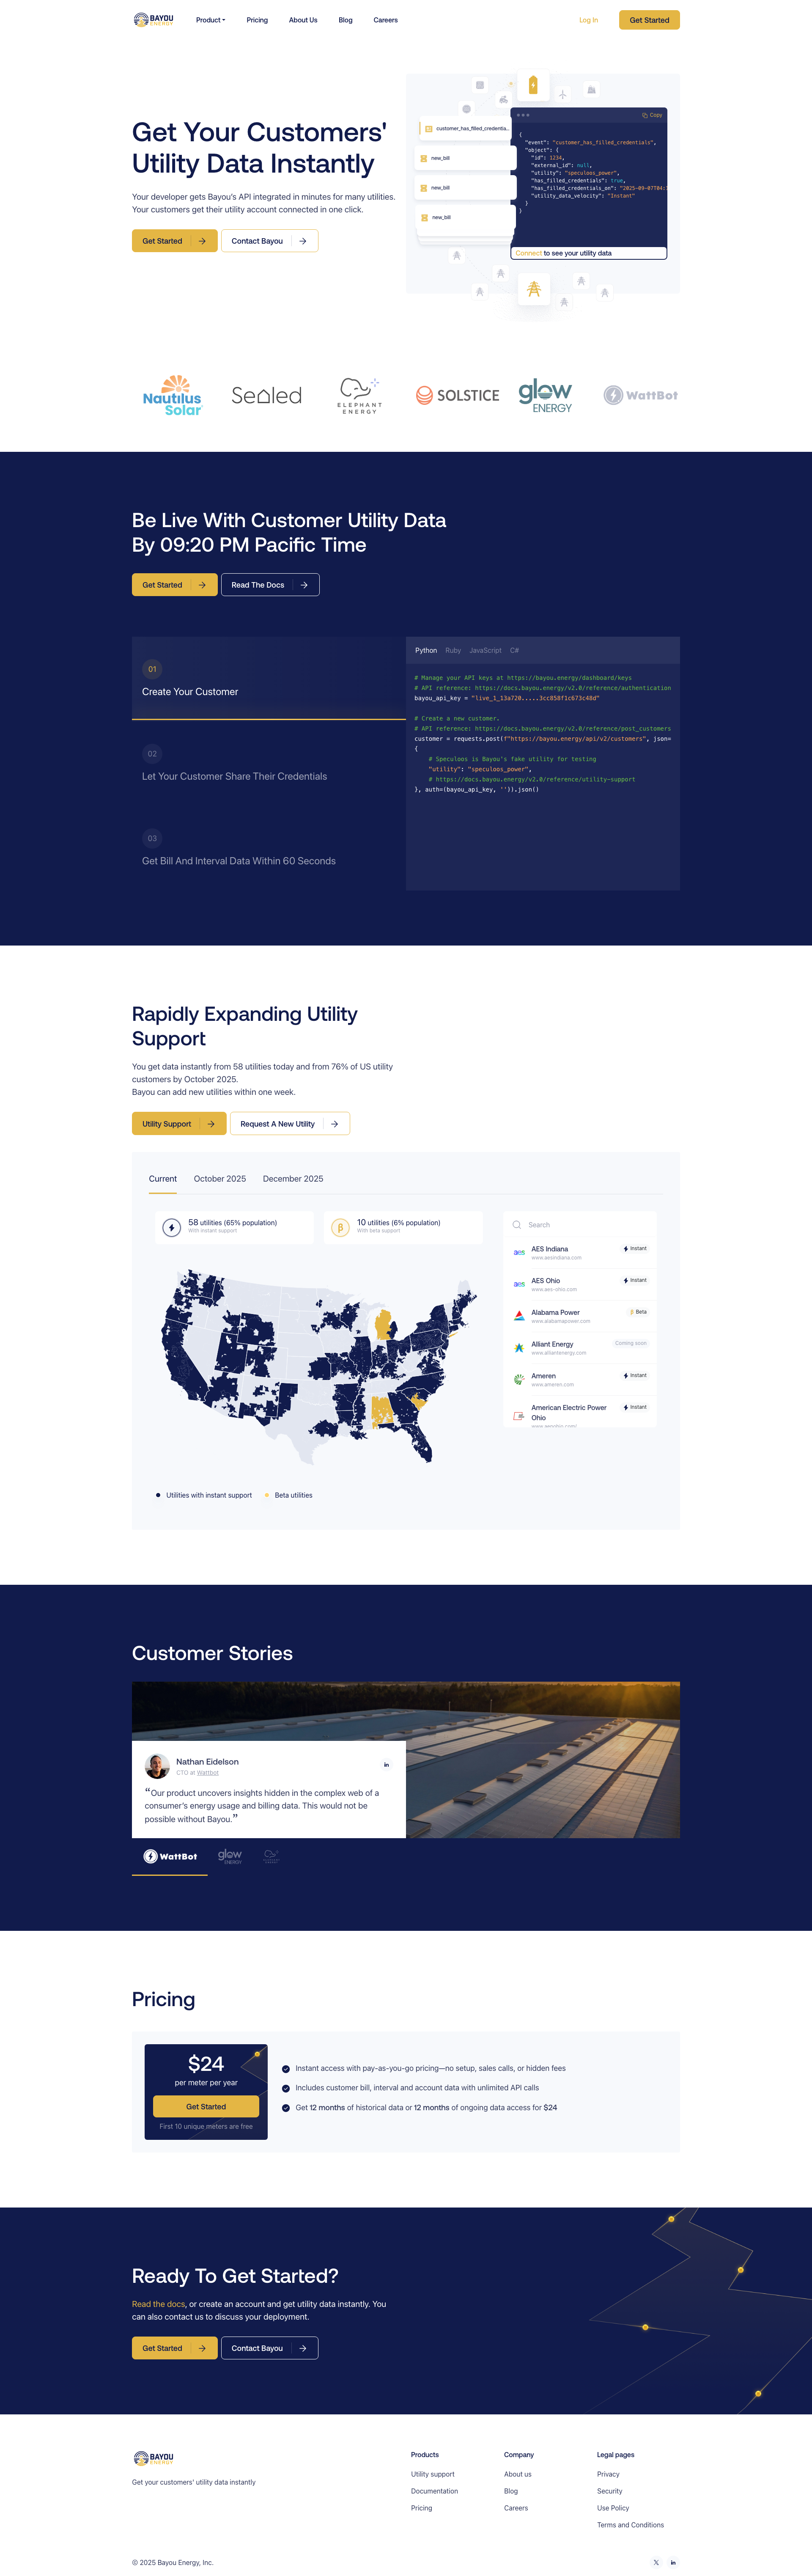 BAYOU
ENERGY
Product
Pricing
About Us
Blog
Careers
Log In
Get Started
Get Your Customers'
Utility Data Instantly
Your developer gets Bayou's API integrated in minutes for many utilities.
Your customers get their utility account connected in one click.
Get Started
Contact Bayou
customer_has_filled_credentia...
new_bill
new_bill
new_bill
Copy
{
"event": "customer_has_filled_credentials",
"object": {
"id": 1234,
"external_id": null,
"utility": "speculoos_power",
"has_filled_credentials": true,
"has_filled_credentials_on": "2025-09-07T04:
"utility_data_velocity": "Instant"
}
}
Connect to see your utility data
Nautilus
Solar
Sealed
ELEPHANT
ENERGY
SOLSTICE
glow
ENERGY
WattBot
Be Live With Customer Utility Data
By 09:20 PM Pacific Time
Get Started
Read The Docs
01
Create Your Customer
02
Let Your Customer Share Their Credentials
03
Get Bill And Interval Data Within 60 Seconds
Python
Ruby
JavaScript
C#
# Manage your API keys at https://bayou.energy/dashboard/keys
# API reference: https://docs.bayou.energy/v2.0/reference/authentication
bayou_api_key = "live_1_13a720.....3cc858f1c673c48d"
# Create a new customer.
# API reference: https://docs.bayou.energy/v2.0/reference/post_customers
customer = requests.post(f"https://bayou.energy/api/v2/customers", json=
{
# Speculoos is Bayou's fake utility for testing
"utility": "speculoos_power",
# https://docs.bayou.energy/v2.0/reference/utility-support
}, auth=(bayou_api_key, '')).json()
Rapidly Expanding Utility
Support
You get data instantly from 58 utilities today and from 76% of US utility
customers by October 2025.
Bayou can add new utilities within one week.
Utility Support
Request A New Utility
Current
October 2025
December 2025
58 utilities (65% population)
With instant support
β
10 utilities (6% population)
With beta support
Search
aes
AES Indiana
www.aesindiana.com
Instant
aes
AES Ohio
www.aes-ohio.com
Instant
Alabama Power
www.alabamapower.com
β Beta
Alliant Energy
www.alliantenergy.com
Coming soon
Ameren
www.ameren.com
Instant
American Electric Power
Ohio
www.aepohio.com/
Instant
Utilities with instant support
Beta utilities
Customer Stories
Nathan Eidelson
CTO at Wattbot
in
“Our product uncovers insights hidden in the complex web of a
consumer's energy usage and billing data. This would not be
possible without Bayou.”
WattBot
glow
ENERGY
Pricing
$24
per meter per year
Get Started
First 10 unique meters are free
Instant access with pay-as-you-go pricing—no setup, sales calls, or hidden fees
Includes customer bill, interval and account data with unlimited API calls
Get 12 months of historical data or 12 months of ongoing data access for $24
Ready To Get Started?
Read the docs, or create an account and get utility data instantly. You
can also contact us to discuss your deployment.
Get Started
Contact Bayou
BAYOU
ENERGY
Get your customers' utility data instantly
Products
Utility support
Documentation
Pricing
Company
About us
Blog
Careers
Legal pages
Privacy
Security
Use Policy
Terms and Conditions
© 2025 Bayou Energy, Inc.
X
in